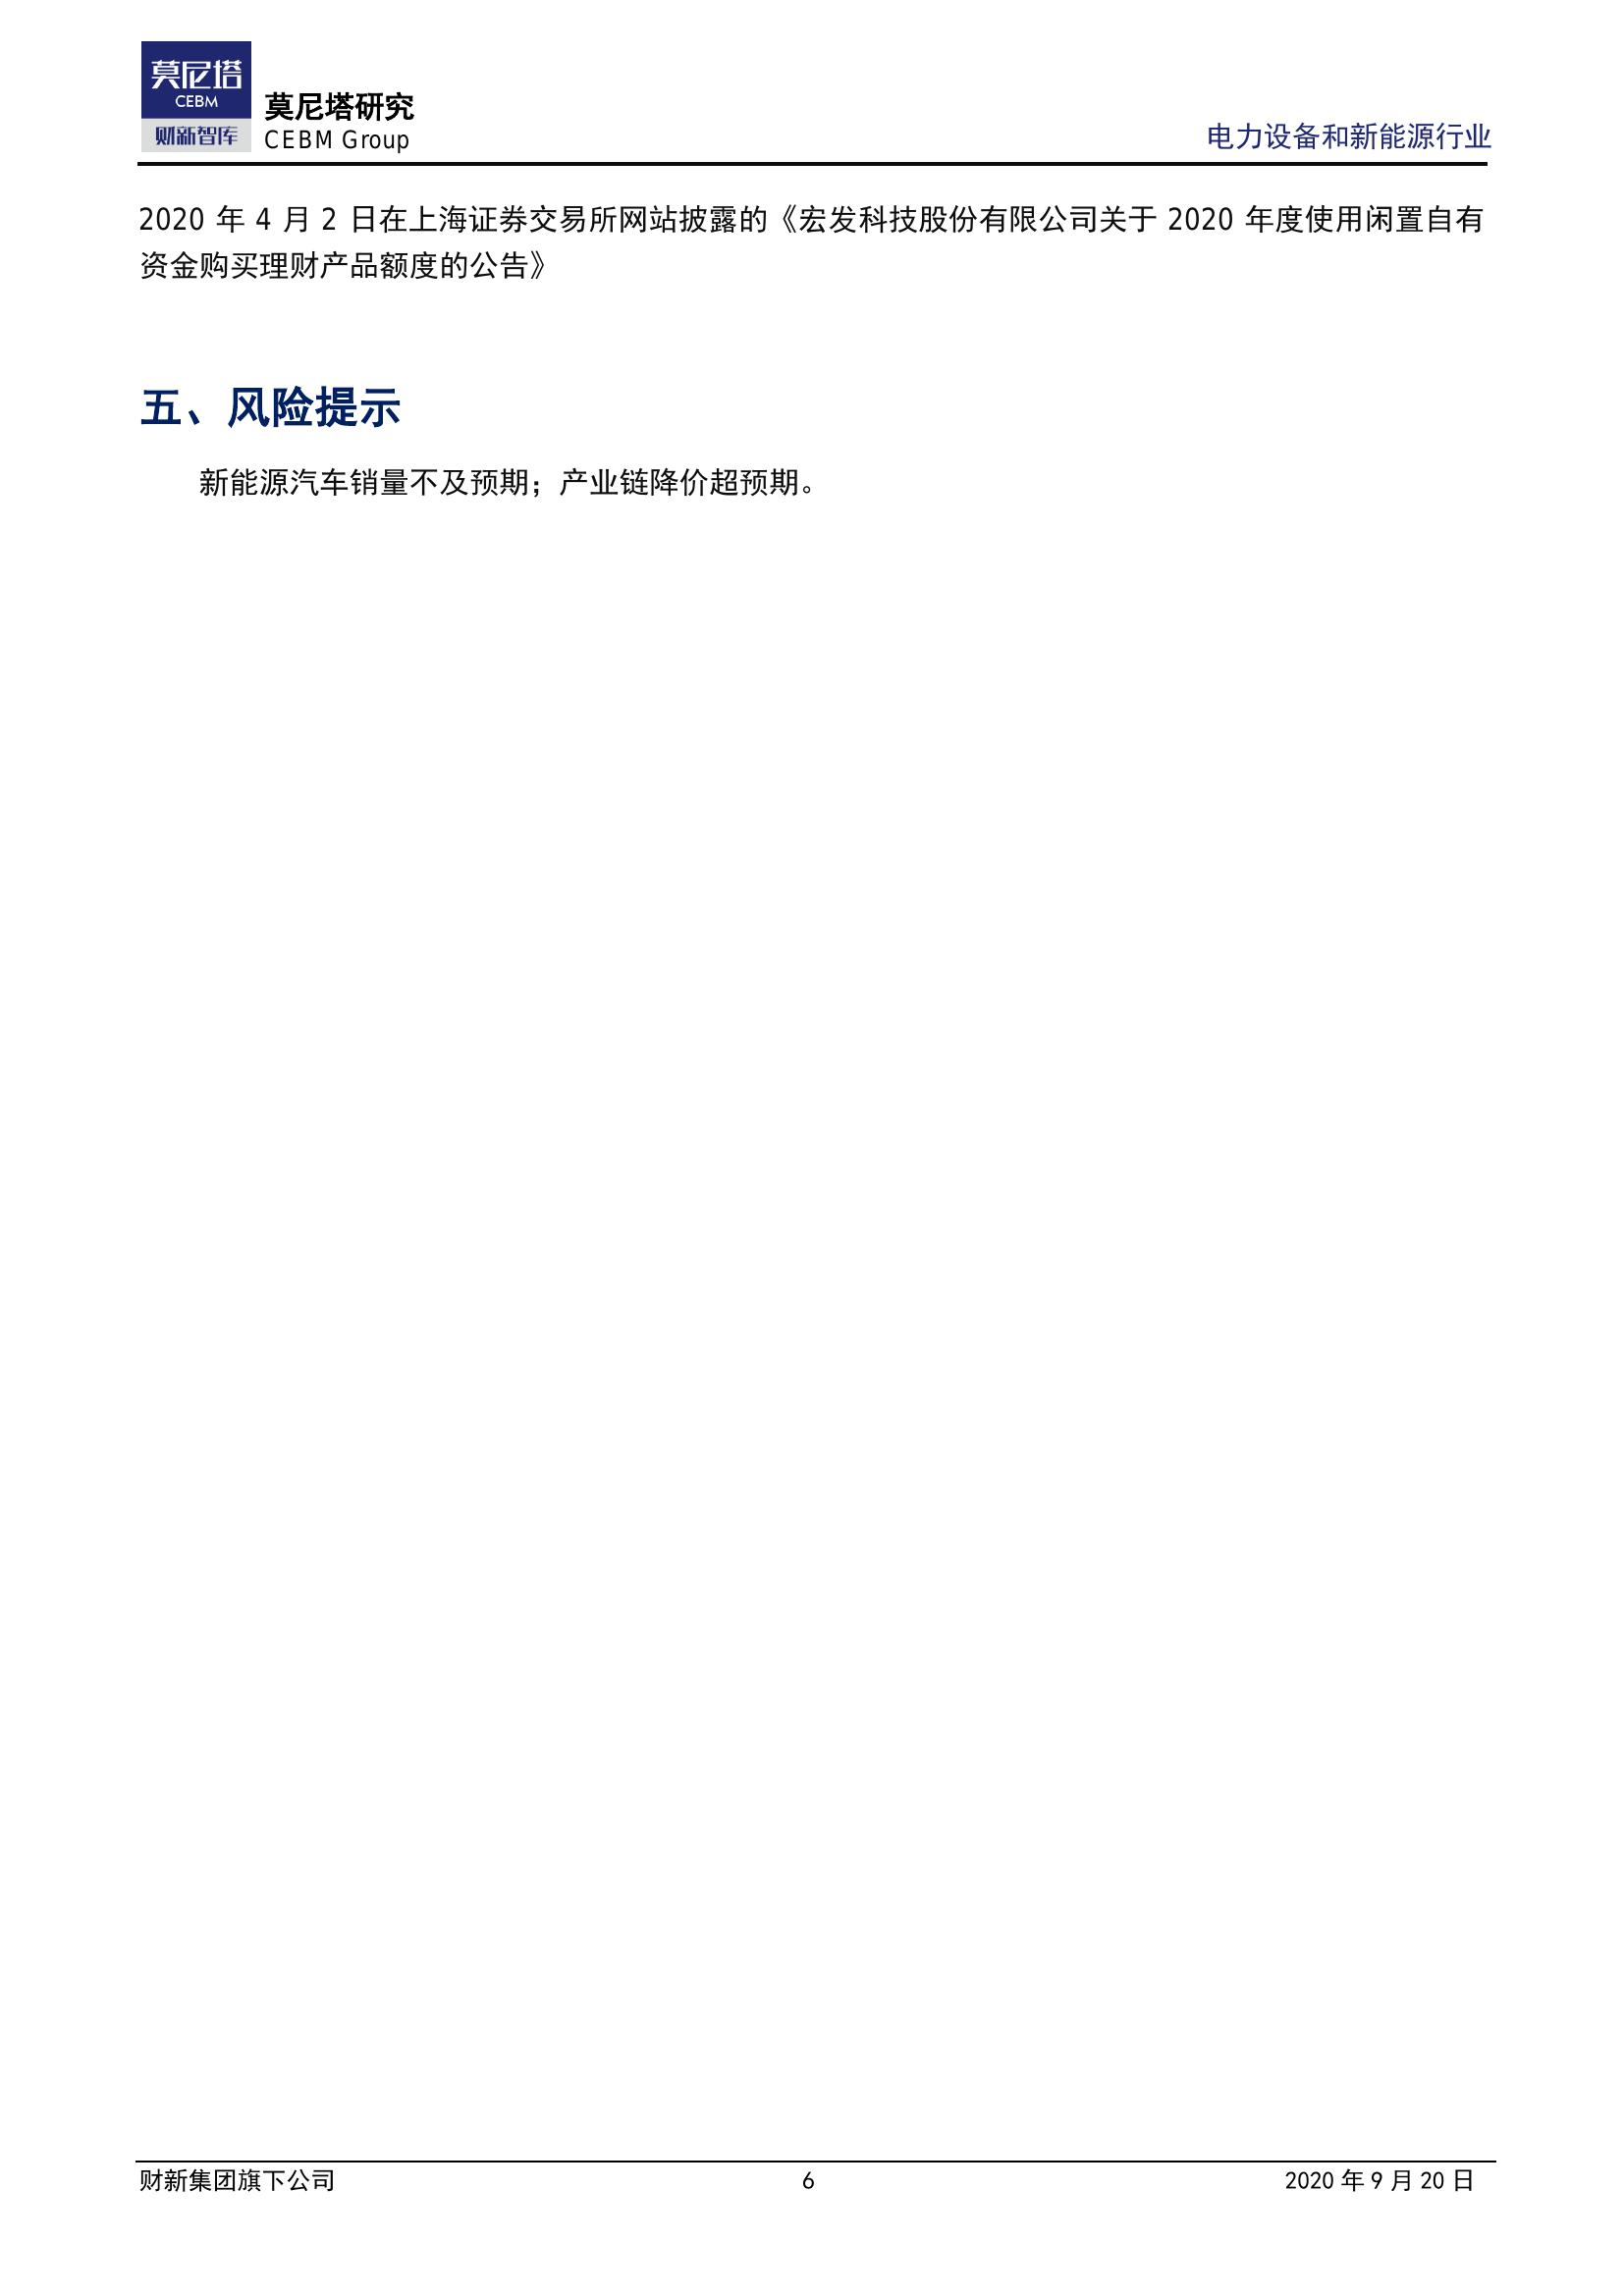 莫尼塔
CEBM
财新智库
莫尼塔研究
CEBM Group
电力设备和新能源行业
2020 年 4 月 2 日在上海证券交易所网站披露的《宏发科技股份有限公司关于 2020 年度使用闲置自有
资金购买理财产品额度的公告》
五、风险提示
新能源汽车销量不及预期；产业链降价超预期。
财新集团旗下公司
6
2020 年 9 月 20 日